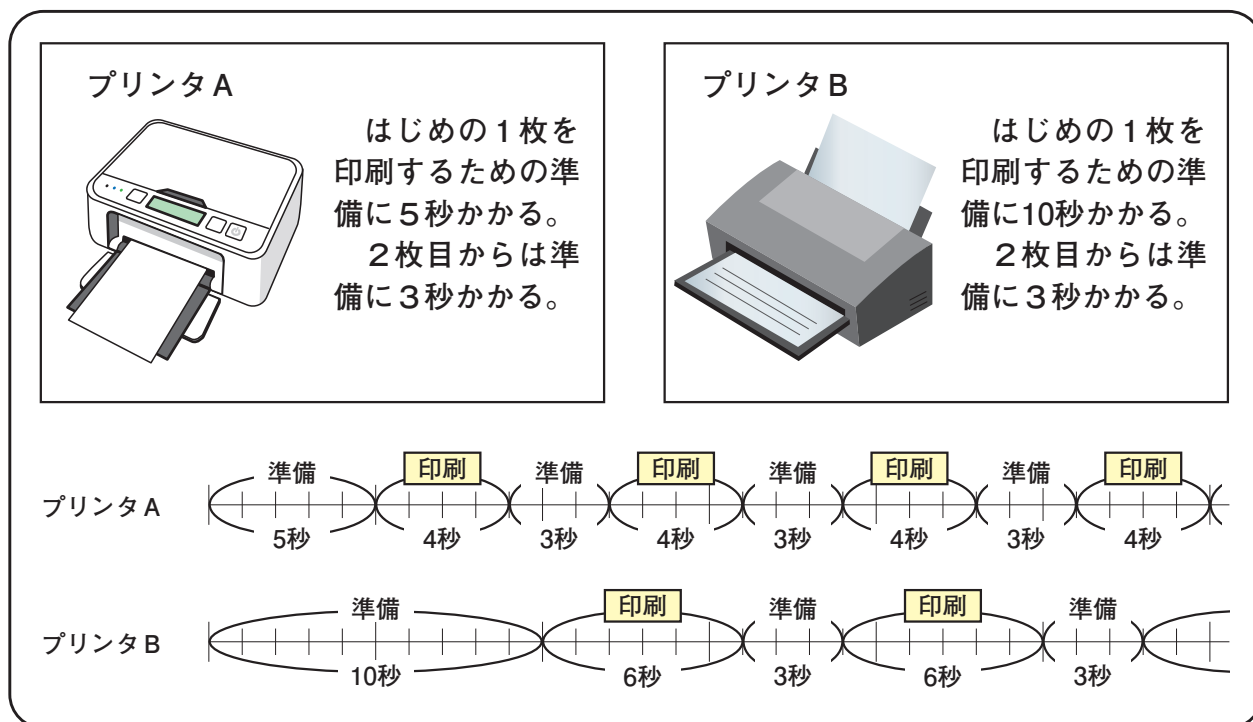 プリンタA
はじめの1枚を
印刷するための準
備に5秒かかる。
2枚目からは準
備に3秒かかる。
プリンタB
はじめの1枚を
印刷するための準
備に10秒かかる。
2枚目からは準
備に3秒かかる。
準備 印刷 準備 印刷 準備 印刷 準備 印刷
プリンタA
5秒 4秒 3秒 4秒 3秒 4秒 3秒 4秒
準備 印刷 準備 印刷 準備
プリンタB
10秒 6秒 3秒 6秒 3秒